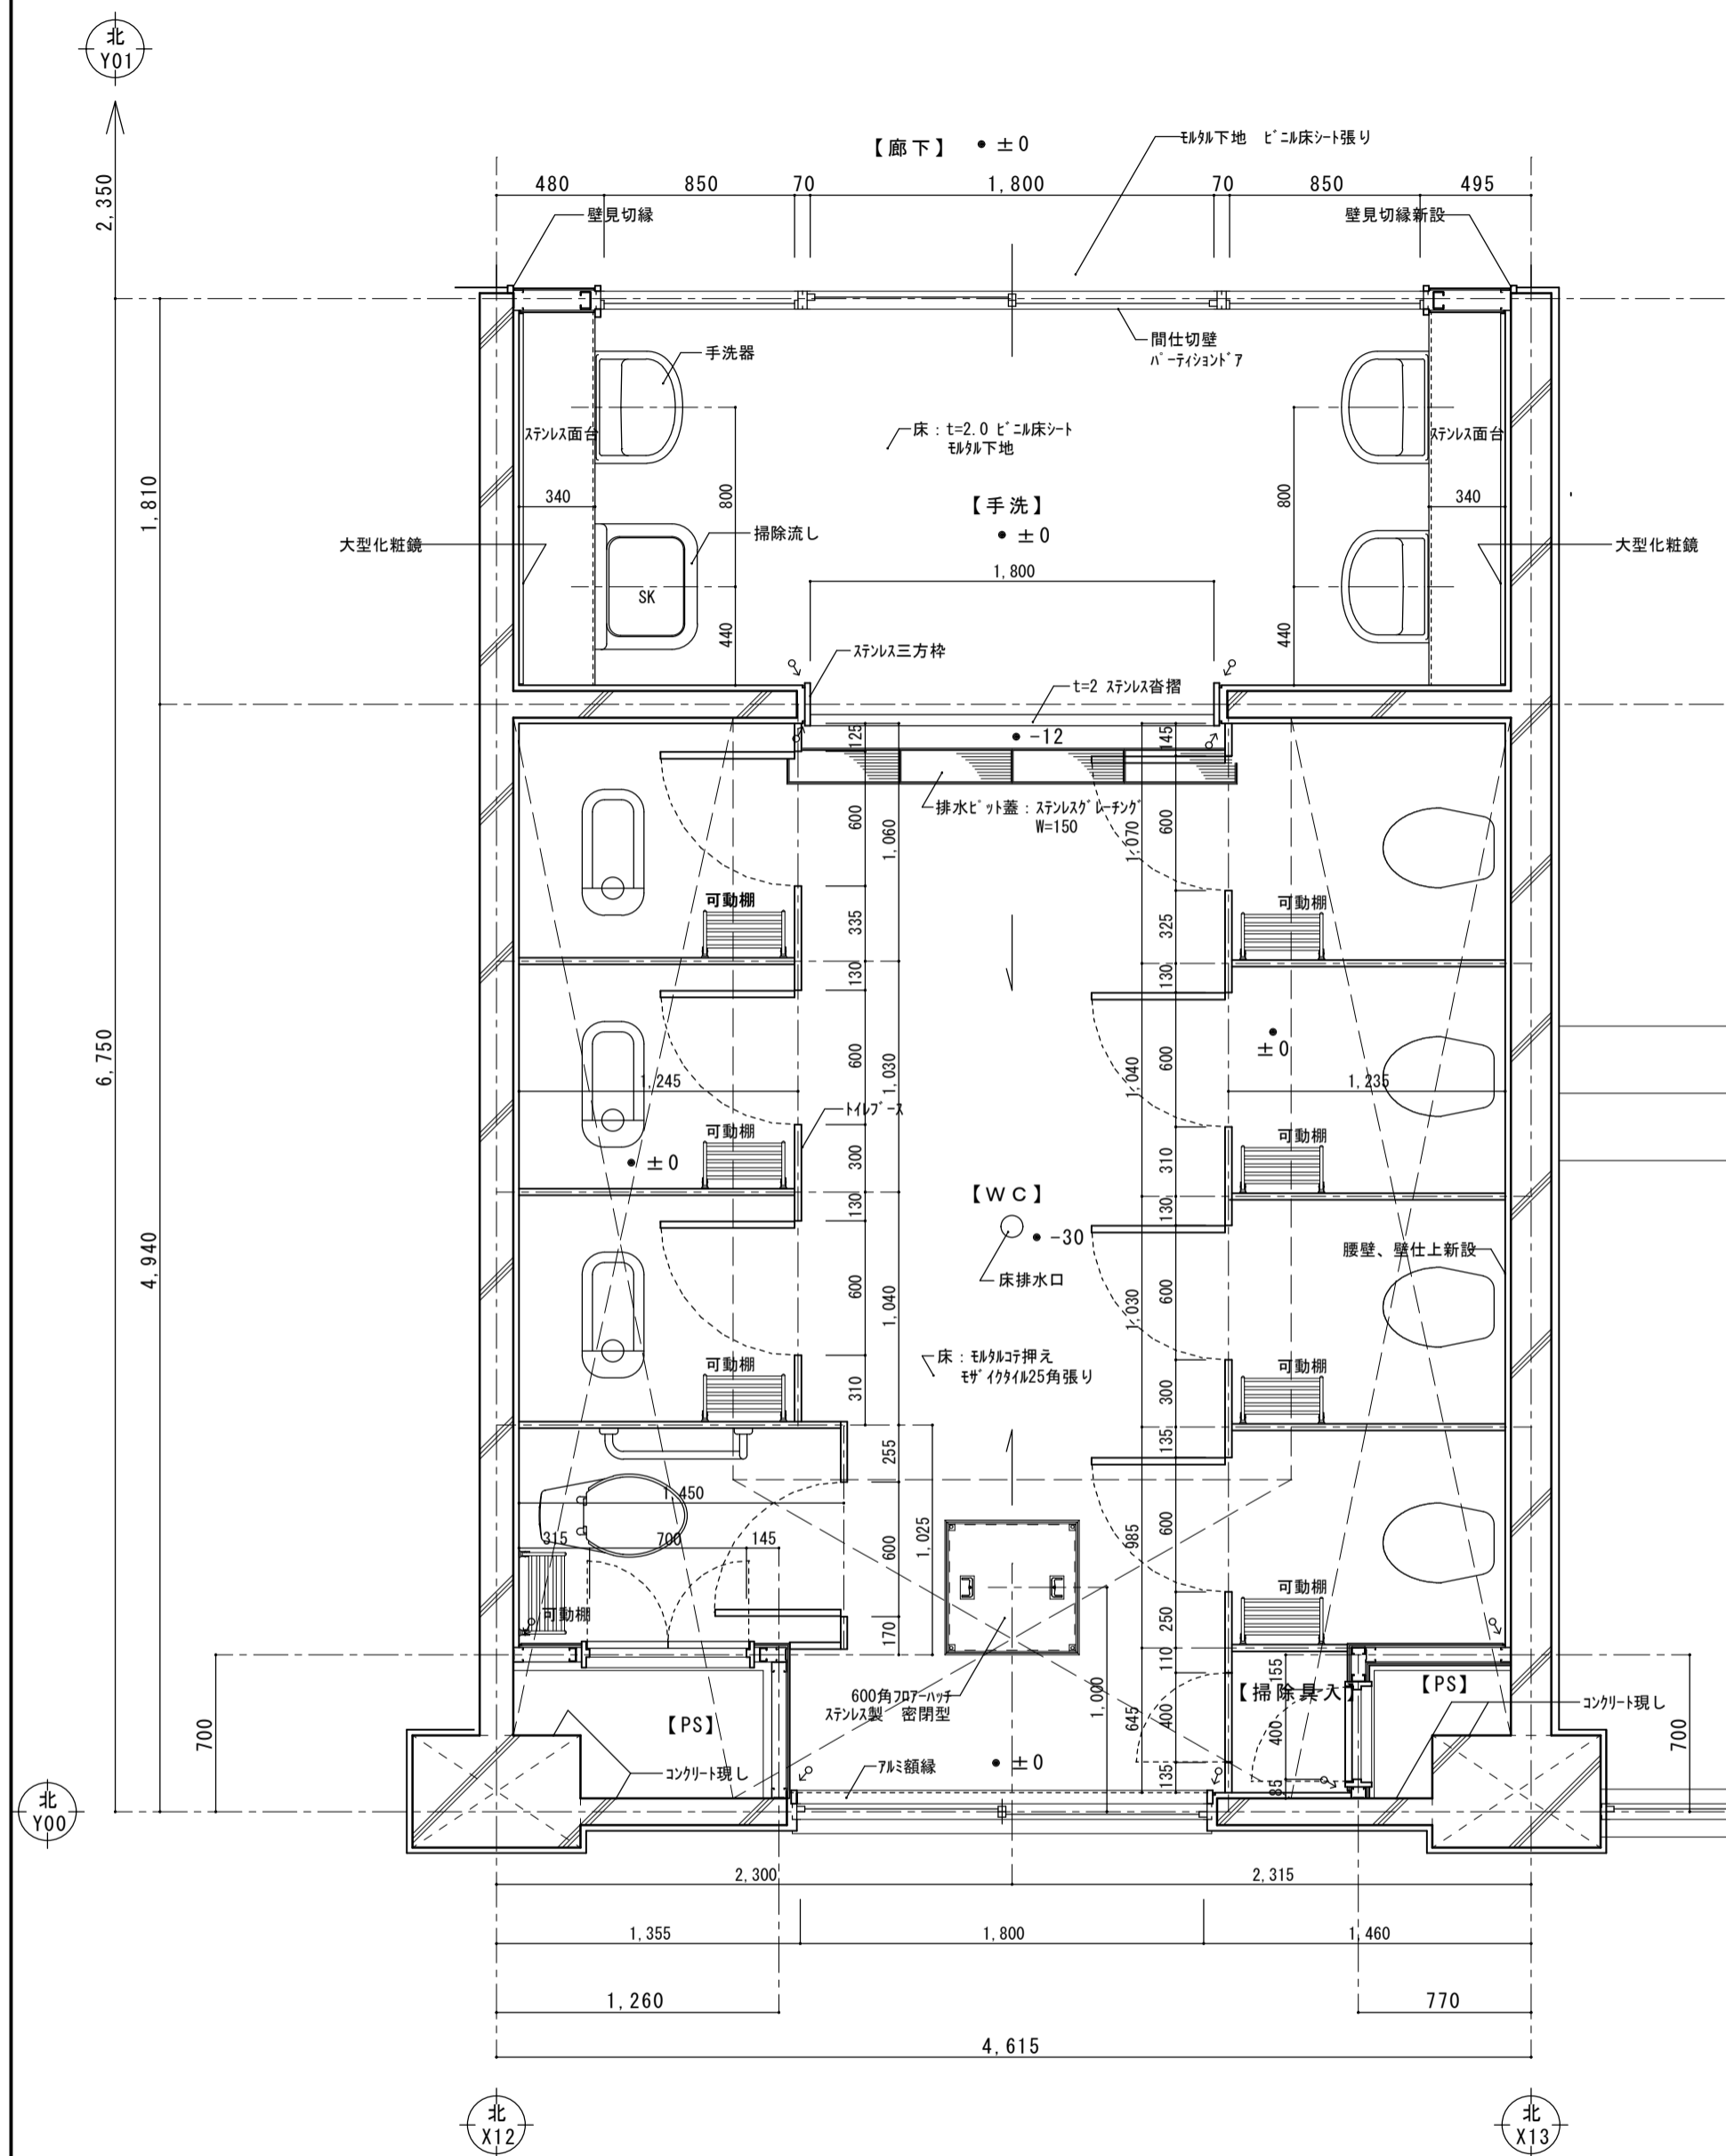 北
Y01
【廊下】 ● ±0
ﾓﾙﾀﾙ下地 ﾋﾞﾆﾙ床ｼｰﾄ張り
2,350
480
850
70
1,800
70
850
495
壁見切縁
壁見切縁新設
手洗器
間仕切壁
ﾊﾟｰﾃｨｼｮﾝﾄﾞｱ
ｽﾃﾝﾚｽ面台
床：t=2.0 ﾋﾞﾆﾙ床ｼｰﾄ
ﾓﾙﾀﾙ下地
ｽﾃﾝﾚｽ面台
340
800
【手洗】
● ±0
800
340
1,810
大型化粧鏡
掃除流し
大型化粧鏡
SK
1,800
440
440
ｽﾃﾝﾚｽ三方枠
t=2 ｽﾃﾝﾚｽ沓摺
125
● -12
145
排水ﾋﾟｯﾄ蓋：ｽﾃﾝﾚｽｸﾞﾚｰﾁﾝｸﾞ
W=150
600
1,060
1,070
600
可動棚
可動棚
335
325
130
130
6,750
600
1,030
1,040
600
±0
1,245
1,235
ﾄｲﾚﾌﾞｰｽ
可動棚
可動棚
● ±0
300
310
130
【WC】
130
● -30
床排水口
腰壁、壁仕上新設
4,940
600
1,040
1,030
600
床：ﾓﾙﾀﾙｺﾃ押え
ﾓｻﾞｲｸﾀｲﾙ25角張り
可動棚
可動棚
310
300
255
135
1,450
315
700
145
600
1,025
985
600
可動棚
可動棚
170
250
110
155
600角ﾌﾛｱｰﾊｯﾁ
ｽﾃﾝﾚｽ製 密閉型
1,000
645
400
400
【掃除具入】
【PS】
【PS】
ｺﾝｸﾘｰﾄ現し
700
ｺﾝｸﾘｰﾄ現し
700
ｱﾙﾐ額縁
● ±0
135
85
北
Y00
2,300
2,315
1,355
1,800
1,460
1,260
770
4,615
北
X12
北
X13